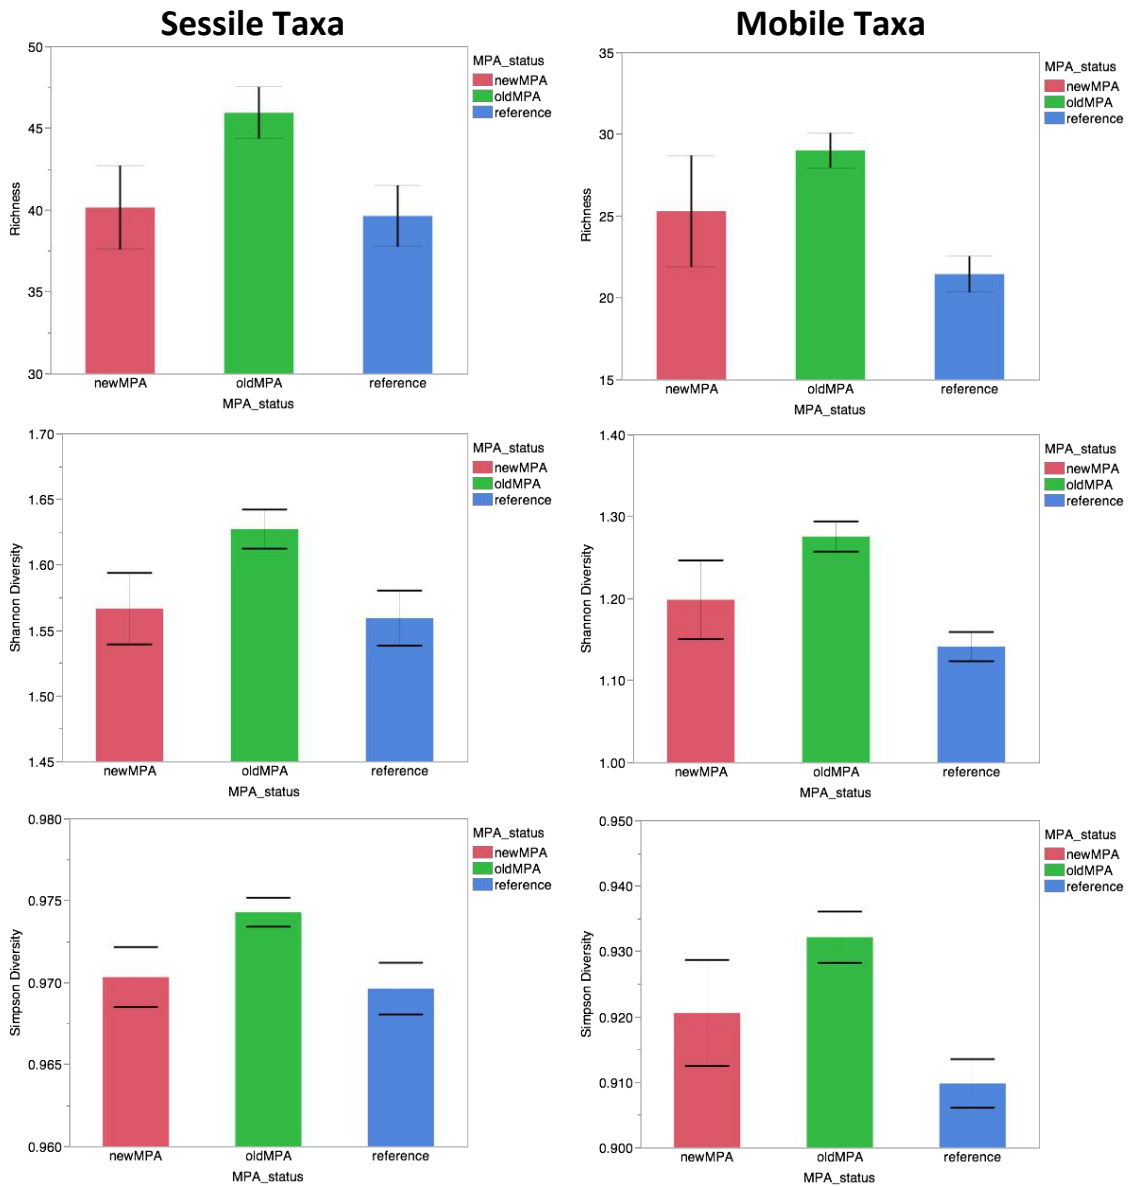 Sessile Taxa
Mobile Taxa
50
45
40
35
30
Richness
newMPA
oldMPA
reference
MPA_status
MPA_status
newMPA
oldMPA
reference
35
30
25
20
15
Richness
newMPA
oldMPA
reference
MPA_status
MPA_status
newMPA
oldMPA
reference
1.70
1.65
1.60
1.55
1.50
1.45
Shannon Diversity
newMPA
oldMPA
reference
MPA_status
MPA_status
newMPA
oldMPA
reference
1.40
1.30
1.20
1.10
1.00
Shannon Diversity
newMPA
oldMPA
reference
MPA_status
MPA_status
newMPA
oldMPA
reference
0.980
0.975
0.970
0.965
0.960
Simpson Diversity
newMPA
oldMPA
reference
MPA_status
MPA_status
newMPA
oldMPA
reference
0.950
0.940
0.930
0.920
0.910
0.900
Simpson Diversity
newMPA
oldMPA
reference
MPA_status
MPA_status
newMPA
oldMPA
reference